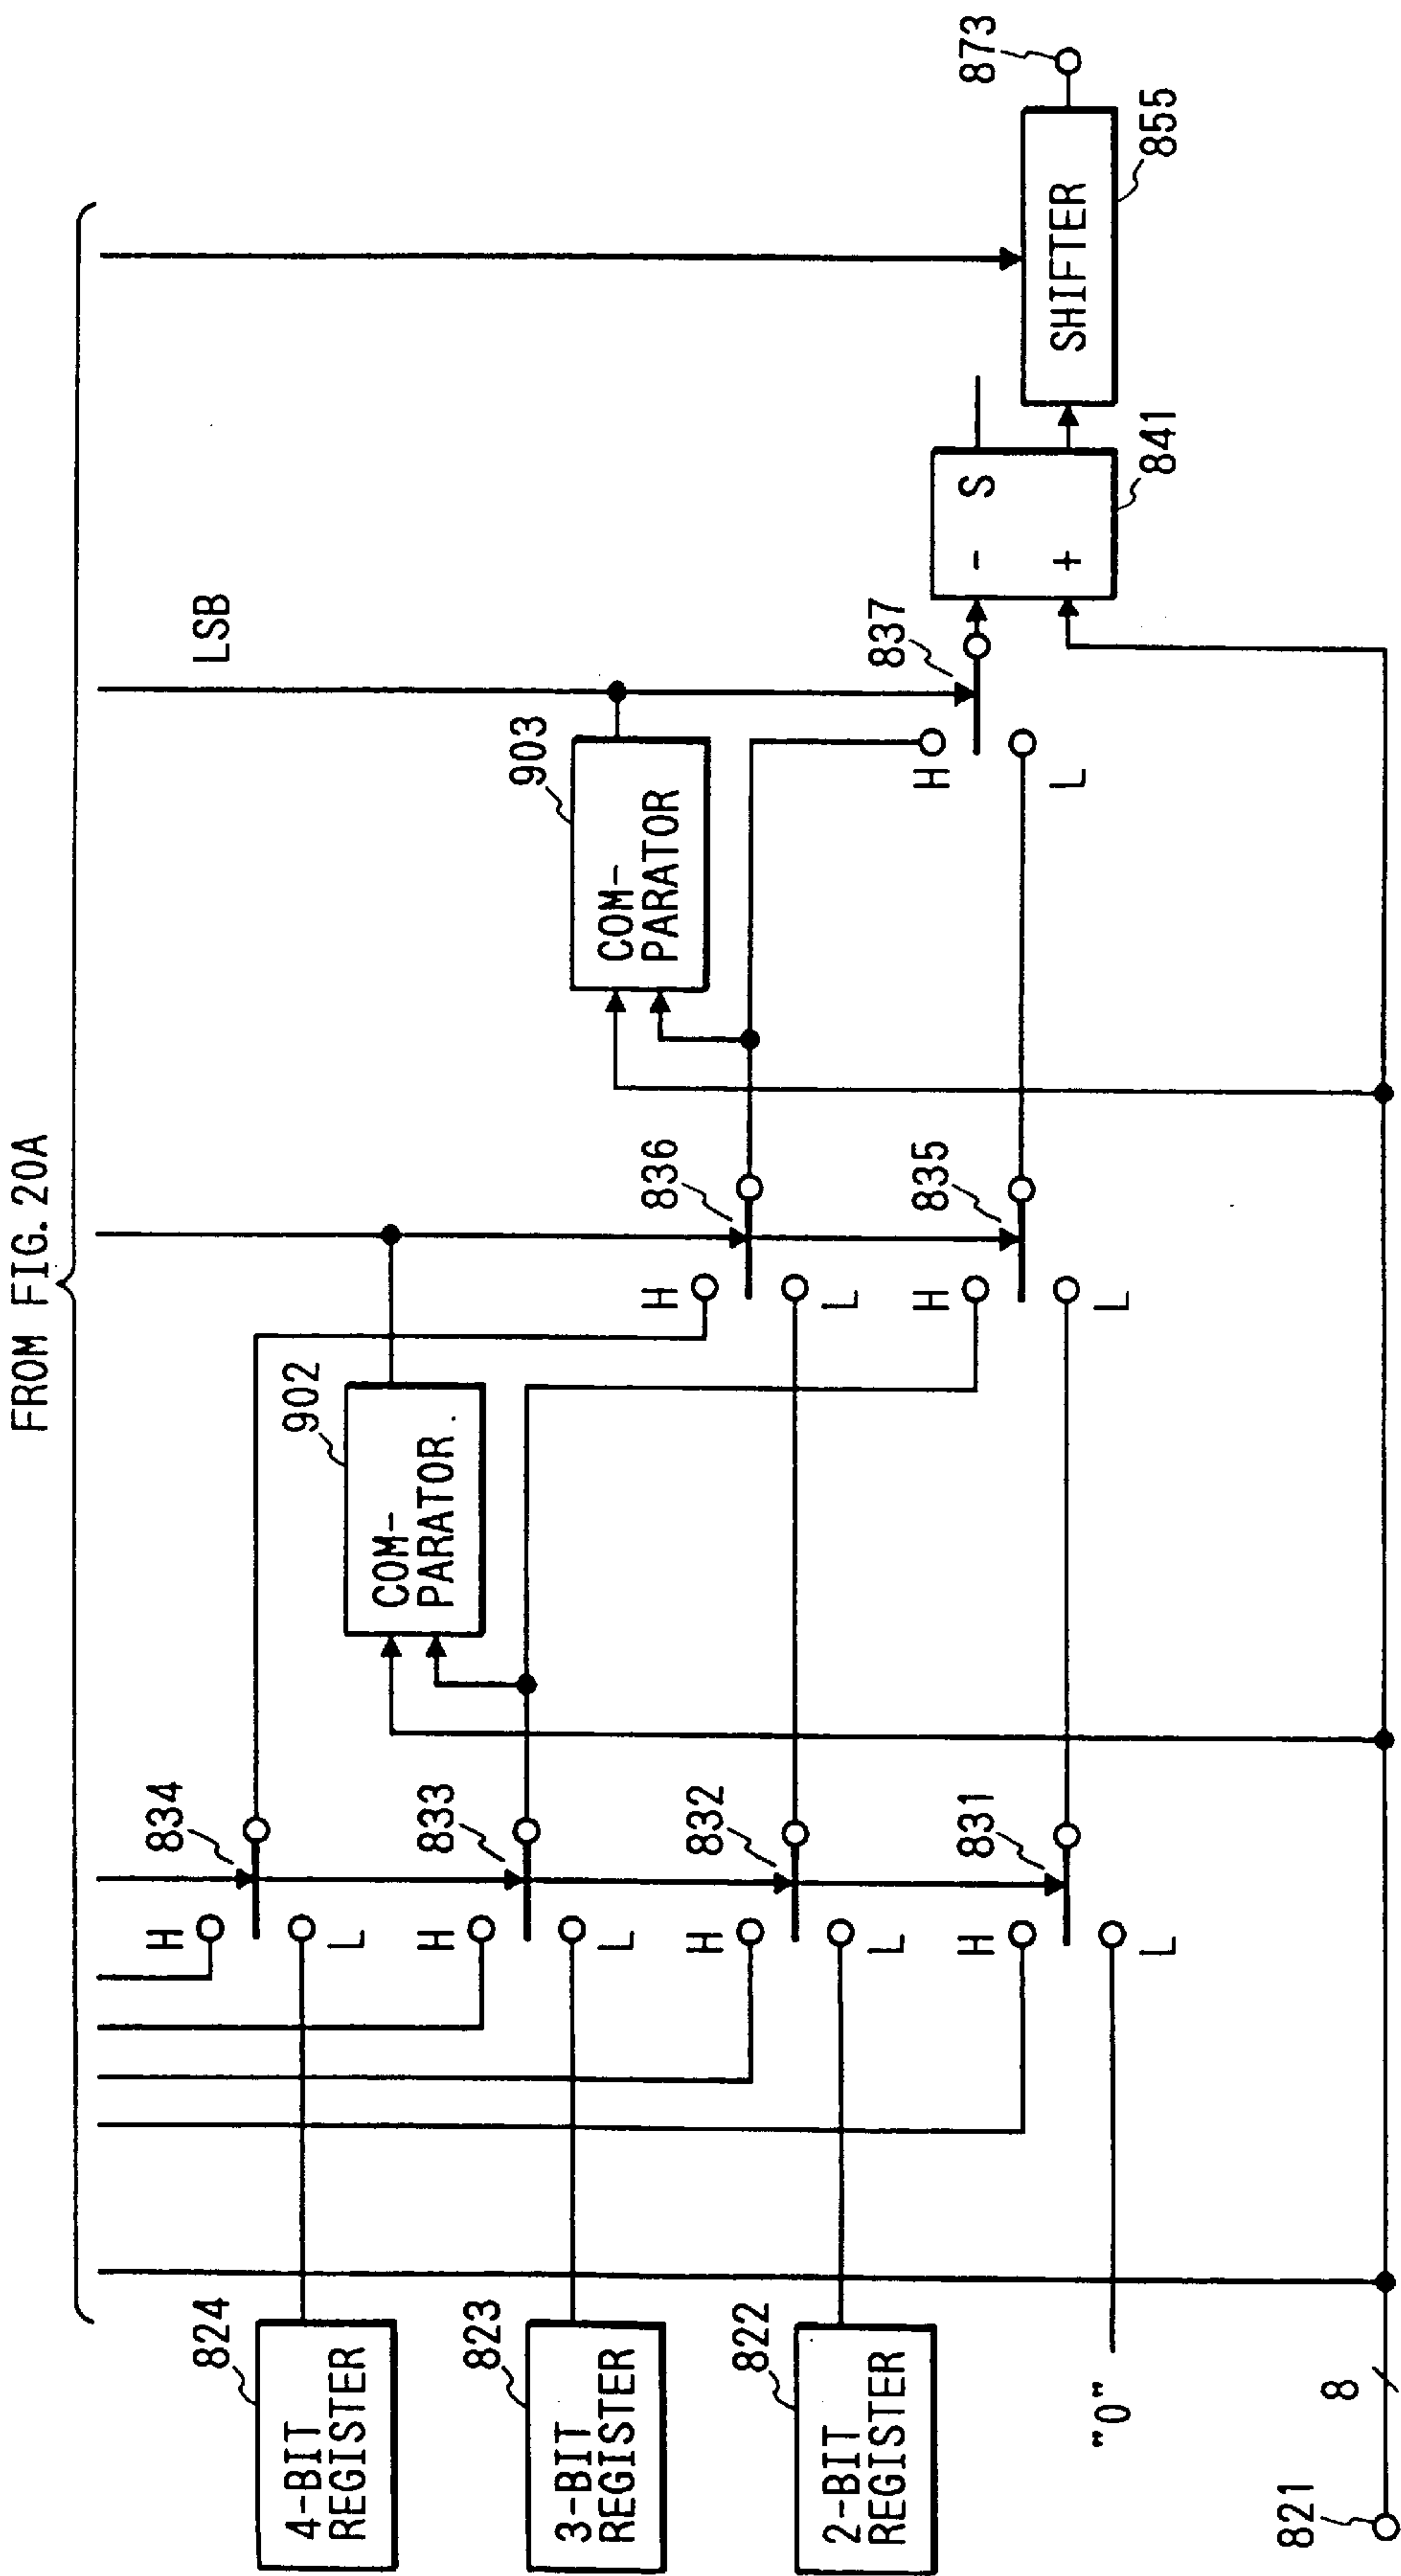 FROM FIG. 20A
LSB
824
4-BIT
REGISTER
823
3-BIT
REGISTER
822
2-BIT
REGISTER
"0"
821
8
834
H
L
833
H
L
832
H
L
831
H
L
902
COM-
PARATOR
836
H
L
835
H
L
903
COM-
PARATOR
837
H
L
-
+
S
841
SHIFTER
855
873